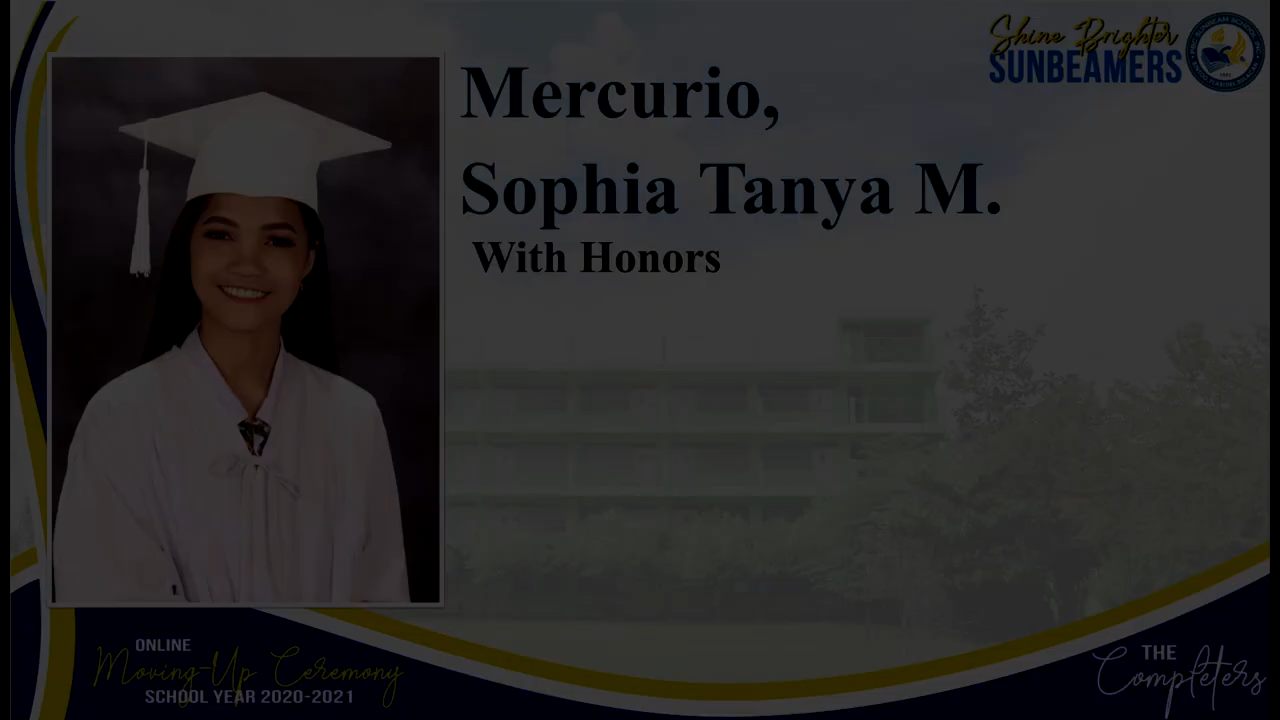 Shine Brighter
SUNBEAMERS
Mercurio,
Sophia Tanya M.
With Honors
ONLINE
Moving-Up Ceremony
SCHOOL YEAR 2020-2021
THE
Completers